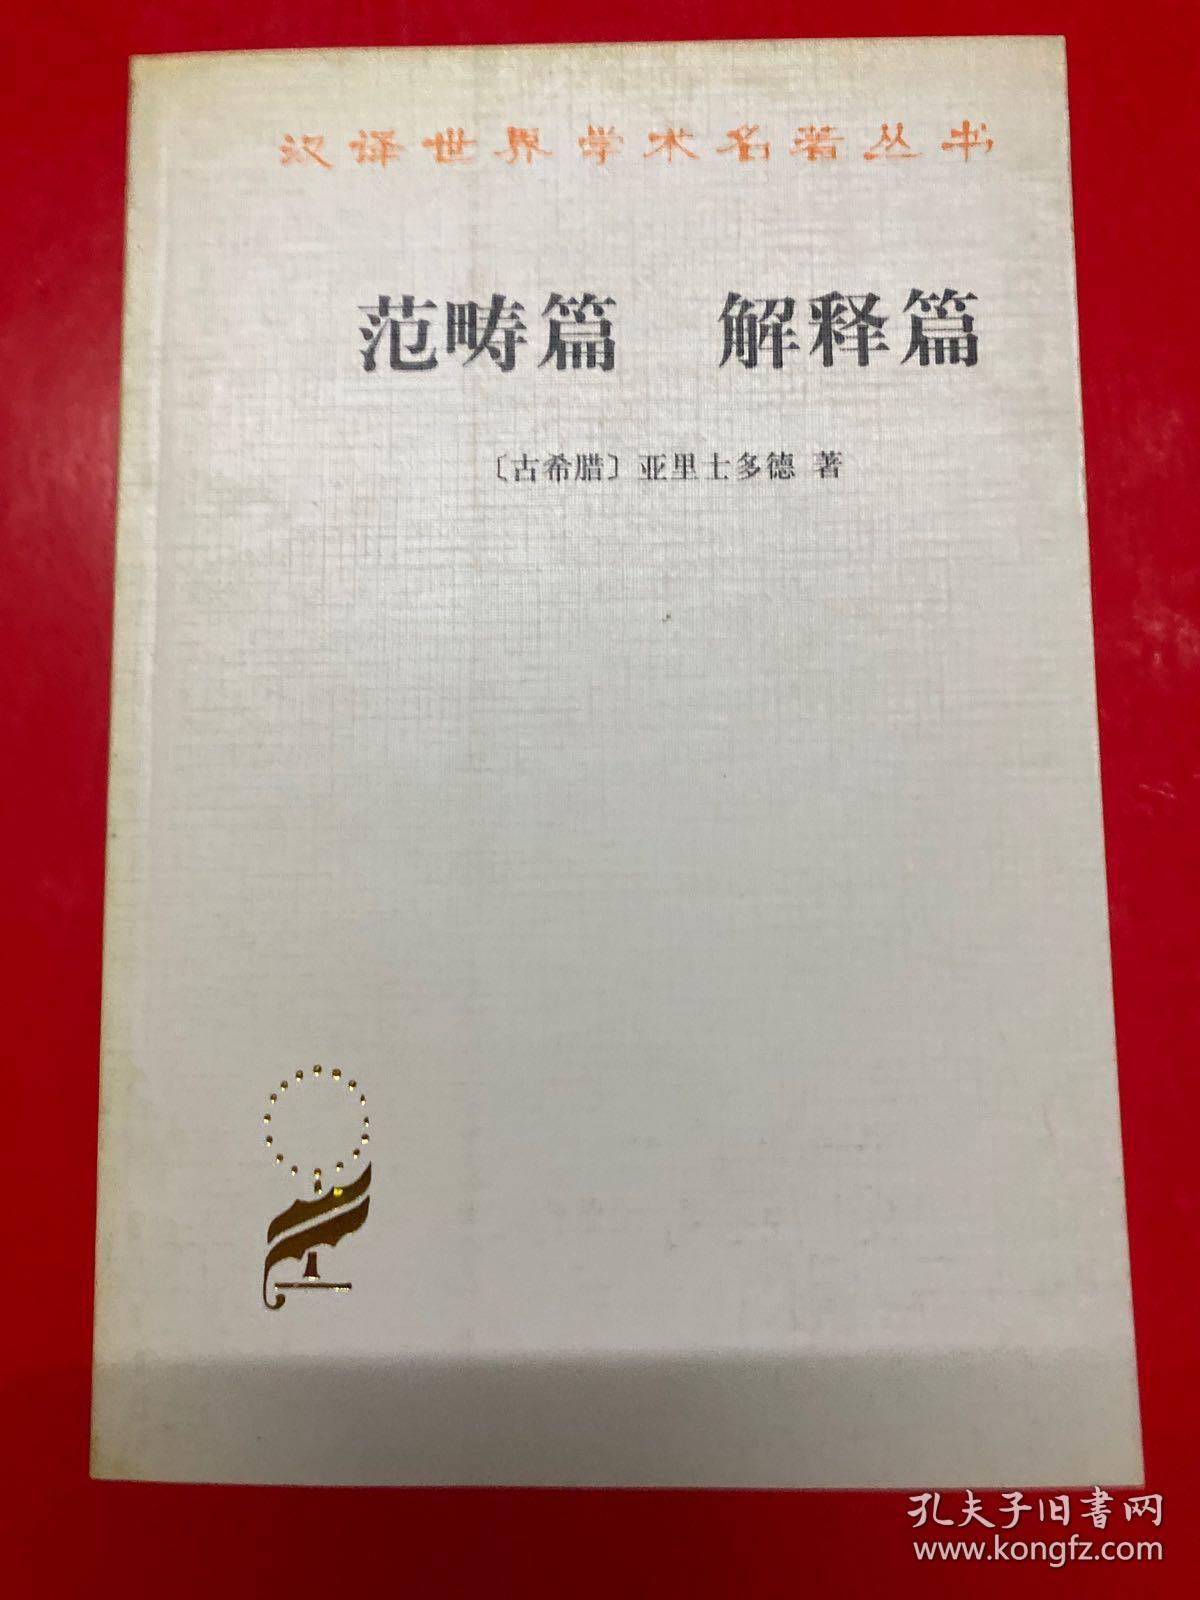 汉译世界学术名著丛书
范畴篇 解释篇
〔古希腊〕亚里士多德 著
孔夫子旧书网
www.kongfz.com